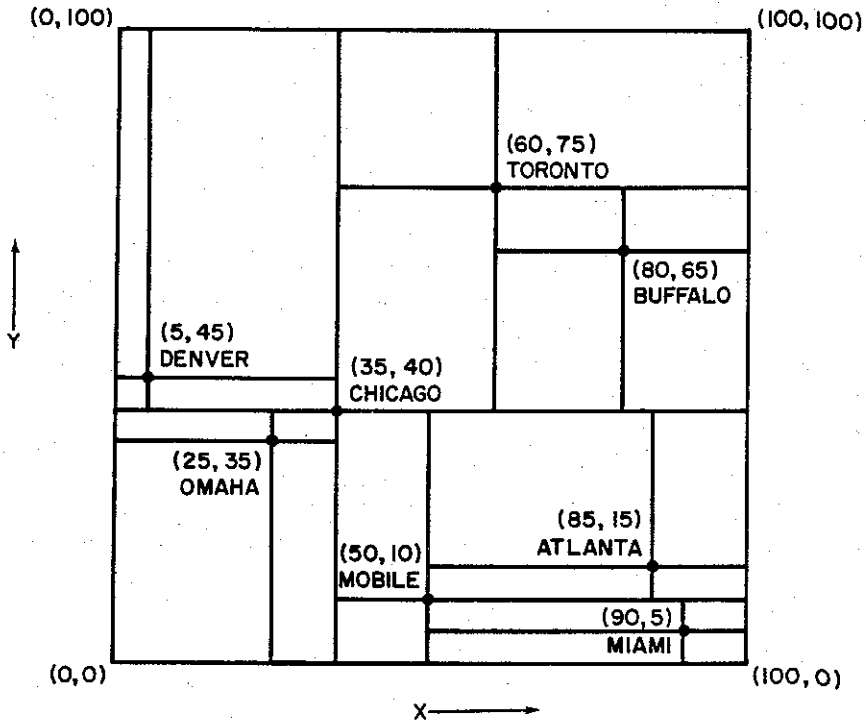 (0,100)
(100,100)
(60,75)
TORONTO
(80,65)
BUFFALO
Y
(5,45)
DENVER
(35,40)
CHICAGO
(25,35)
OMAHA
(85,15)
ATLANTA
(50,10)
MOBILE
(90,5)
MIAMI
(0,0)
(100,0)
X